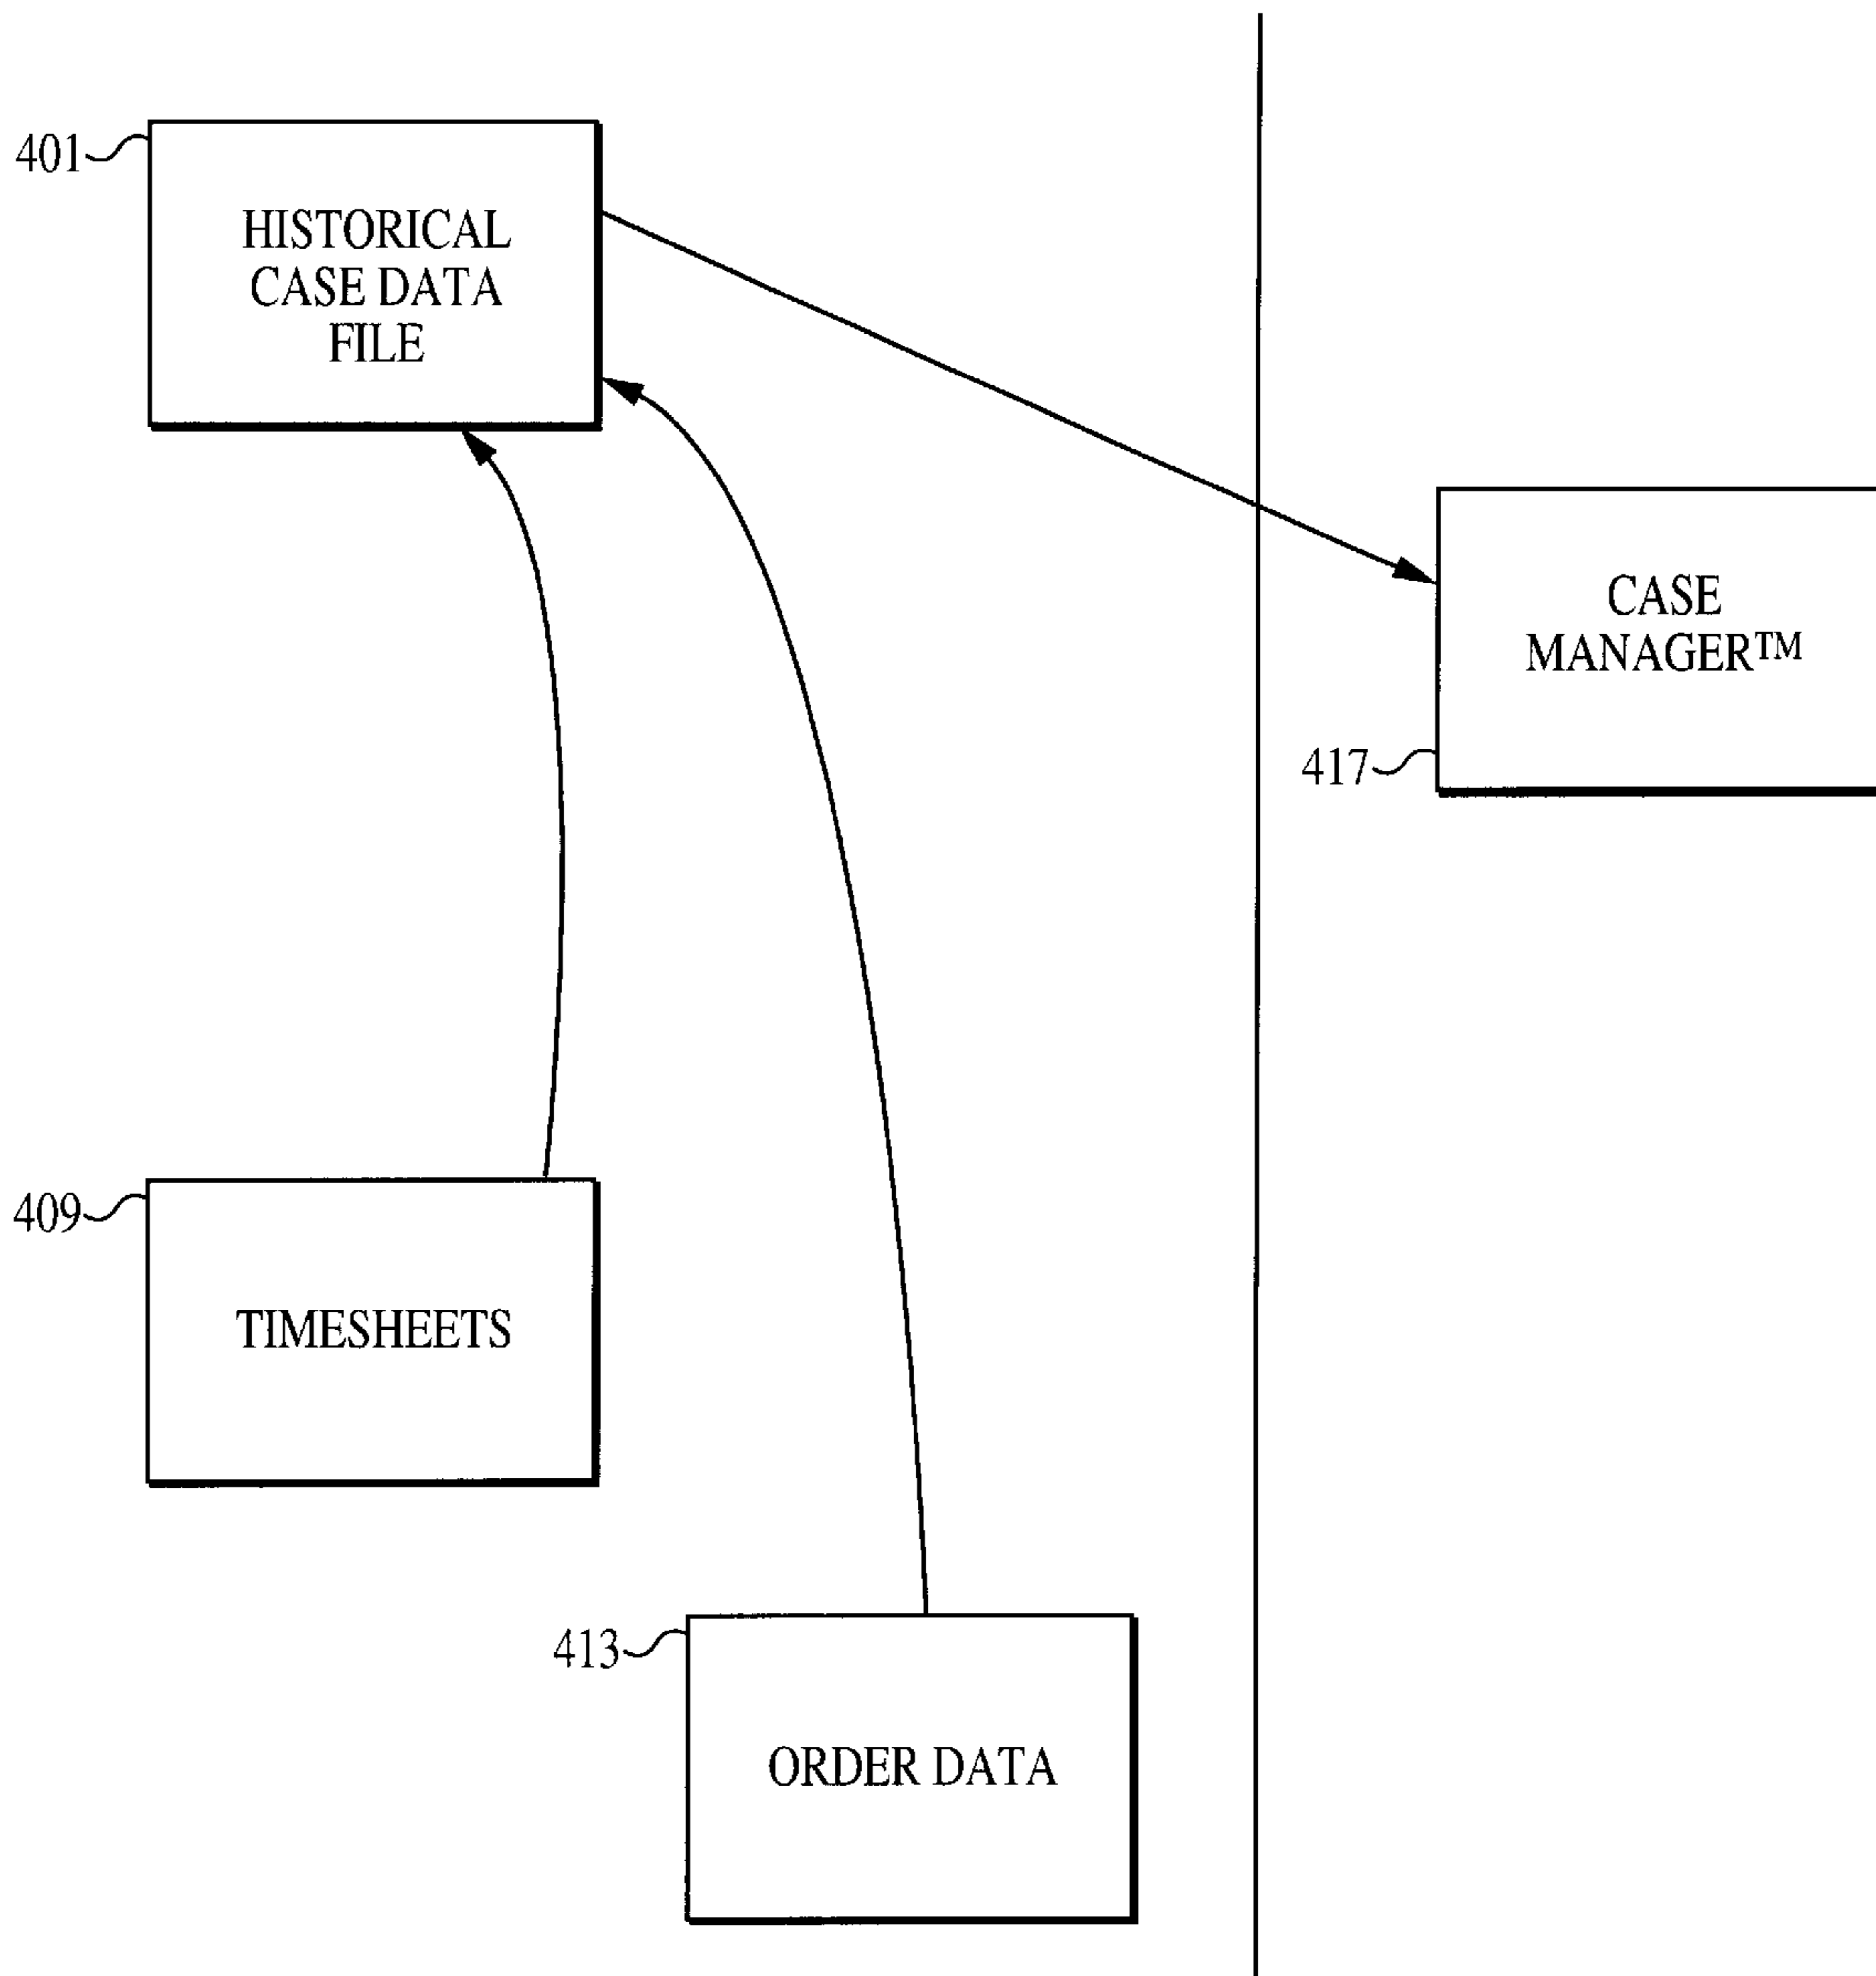 401
HISTORICAL
CASE DATA
FILE
CASE
MANAGER™
417
409
TIMESHEETS
413
ORDER DATA